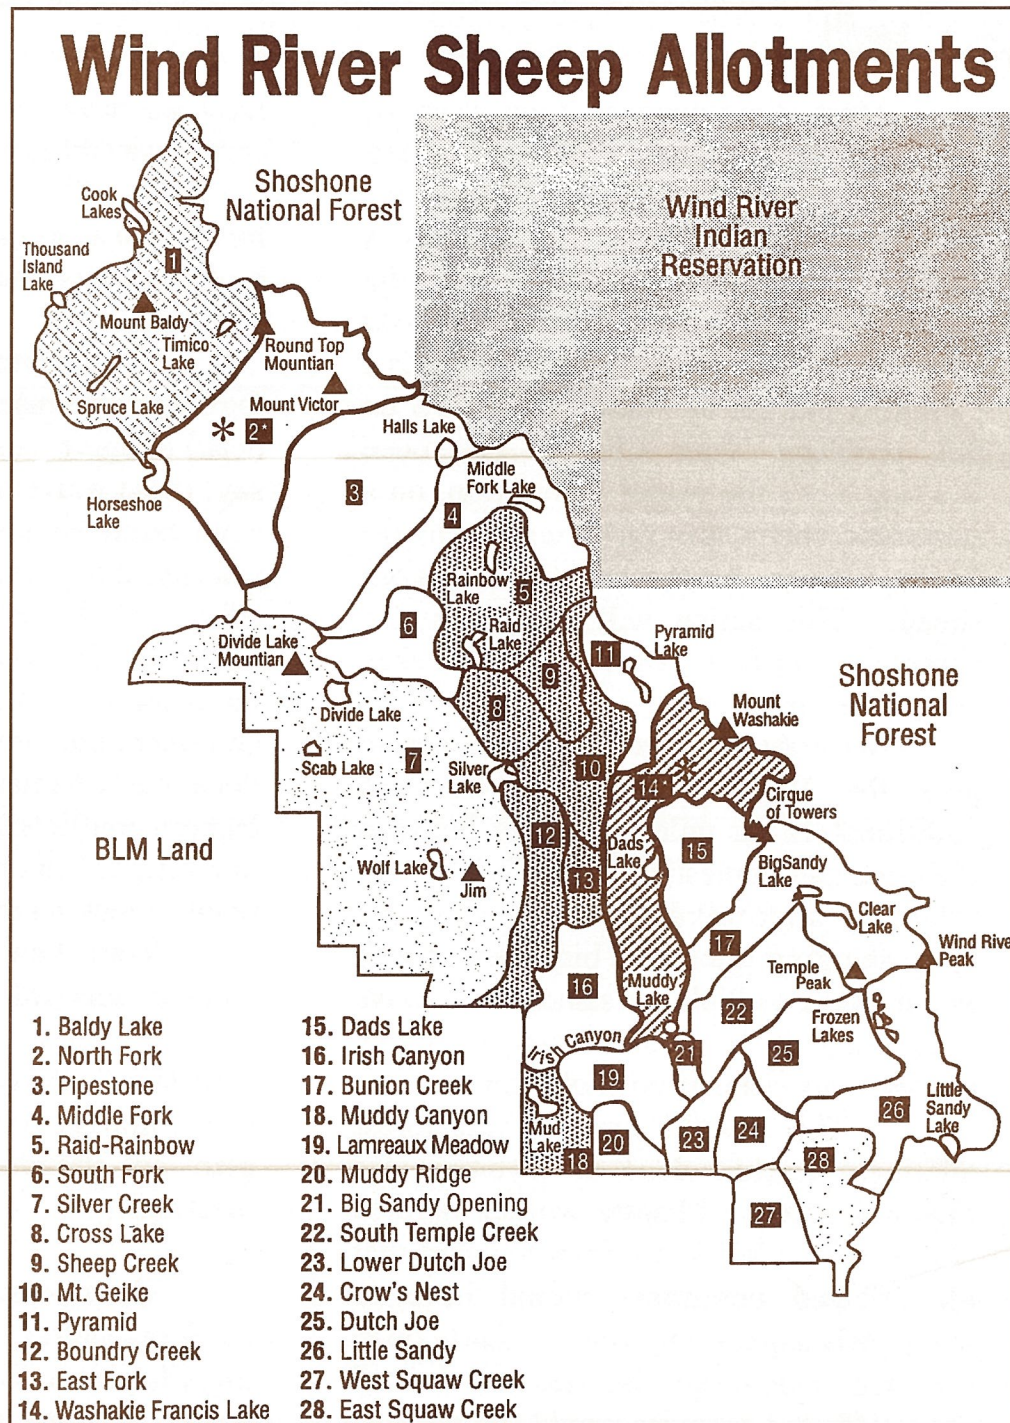 Wind River Sheep Allotments
Shoshone
National Forest
Wind River
Indian
Reservation
Cook
Lakes
Thousand
Island
Lake
1
Mount Baldy
Timico
Lake
Round Top
Mountian
Spruce Lake
Mount Victor
* 2*
Halls Lake
Horseshoe
Lake
3
Middle
Fork Lake
4
Rainbow
Lake
5
6
Raid
Lake
Divide Lake
Mountian
11
Pyramid
Lake
9
Shoshone
National
Forest
8
Mount
Washakie
Divide Lake
Scab Lake
7
Silver
Lake
10
14*
*
Cirque
of Towers
BLM Land
12
Dads
Lake
15
Wolf Lake
Jim
13
BigSandy
Lake
Clear
Lake
17
Wind River
Peak
Temple
Peak
16
Muddy
Lake
22
Frozen
Lakes
Irish Canyon
21
25
19
Little
Sandy
Lake
26
Mud
Lake
18
20
23
24
28
27
1. Baldy Lake
2. North Fork
3. Pipestone
4. Middle Fork
5. Raid-Rainbow
6. South Fork
7. Silver Creek
8. Cross Lake
9. Sheep Creek
10. Mt. Geike
11. Pyramid
12. Boundry Creek
13. East Fork
14. Washakie Francis Lake
15. Dads Lake
16. Irish Canyon
17. Bunion Creek
18. Muddy Canyon
19. Lamreaux Meadow
20. Muddy Ridge
21. Big Sandy Opening
22. South Temple Creek
23. Lower Dutch Joe
24. Crow's Nest
25. Dutch Joe
26. Little Sandy
27. West Squaw Creek
28. East Squaw Creek